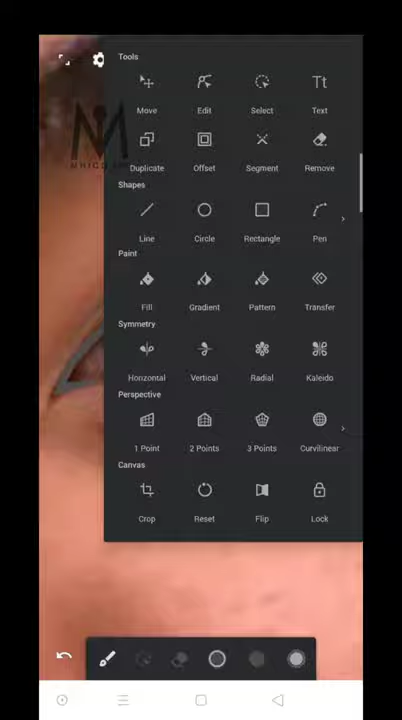 Tools
Move Edit Select Text
Duplicate Offset Segment Remove
Shapes
Line Circle Rectangle Pen
Paint
Fill Gradient Pattern Transfer
Symmetry
Horizontal Vertical Radial Kaleido
Perspective
1 Point 2 Points 3 Points Curvilinear
Canvas
Crop Reset Flip Lock